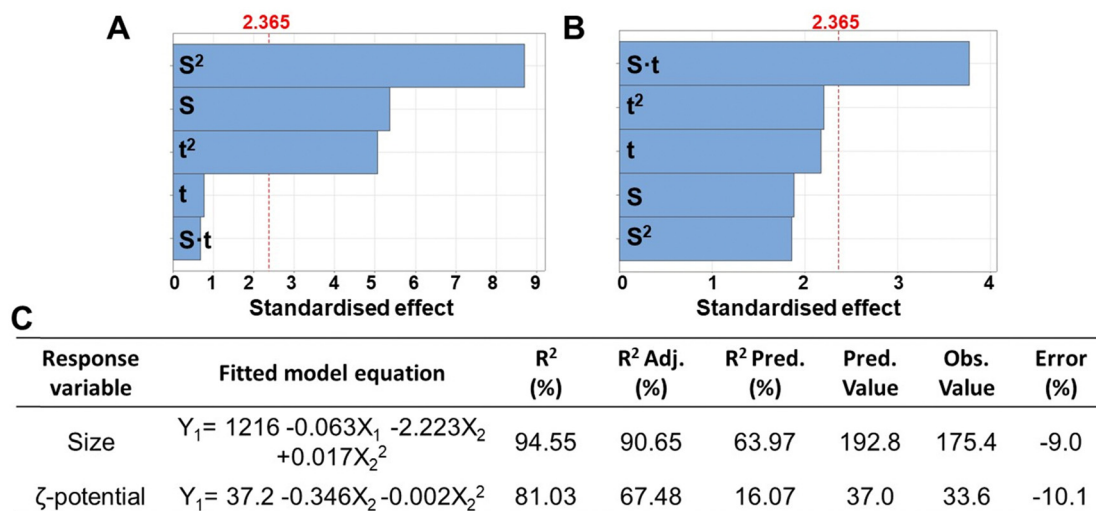 A
2.365
S²
S
t²
t
S·t
0 1 2 3 4 5 6 7 8 9
Standardised effect
B
2.365
S·t
t²
t
S
S²
0 1 2 3 4
Standardised effect
C
Response variable Fitted model equation R² (%) R² Adj. (%) R² Pred. (%) Pred. Value Obs. Value Error (%)
Size Y₁= 1216 -0.063X₁ -2.223X₂ +0.017X₂² 94.55 90.65 63.97 192.8 175.4 -9.0
ζ-potential Y₁= 37.2 -0.346X₂ -0.002X₂² 81.03 67.48 16.07 37.0 33.6 -10.1